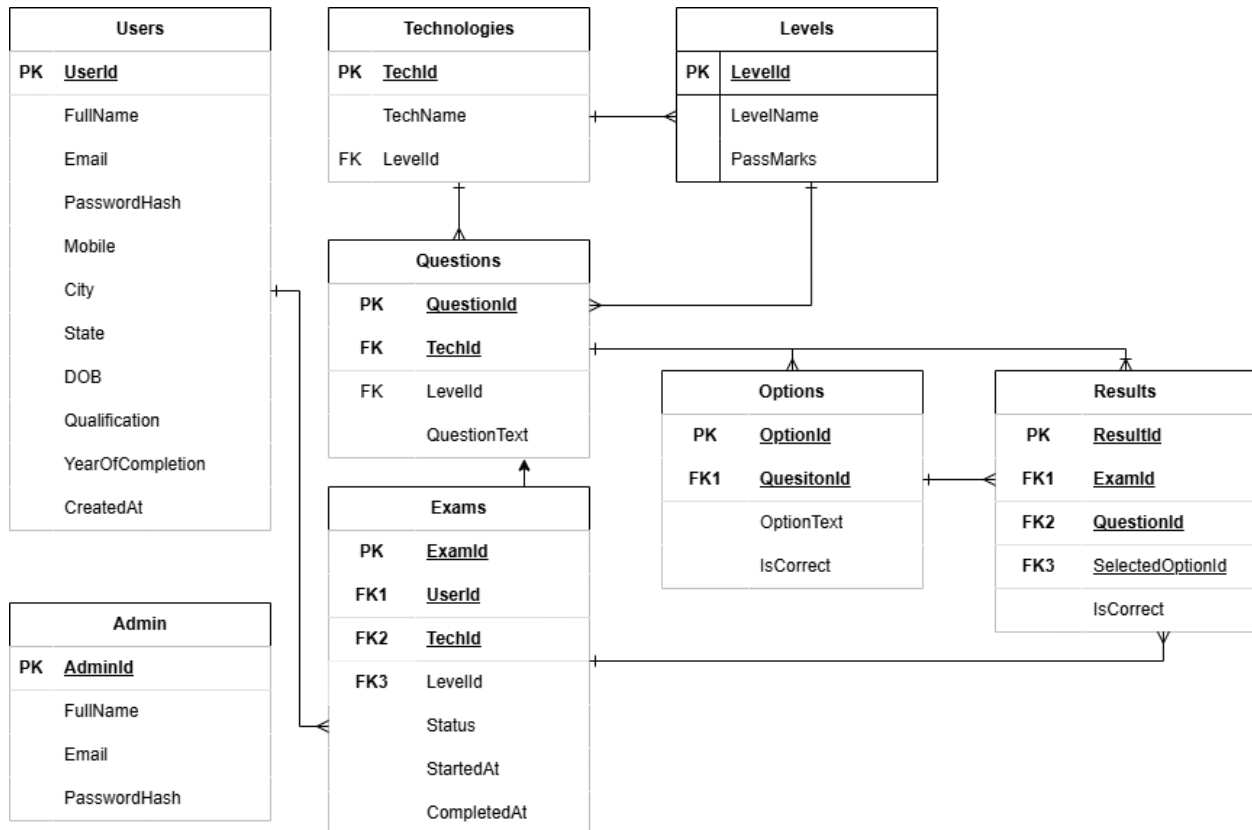 Users
PK UserId
FullName
Email
PasswordHash
Mobile
City
State
DOB
Qualification
YearOfCompletion
CreatedAt
Technologies
PK TechId
TechName
FK LevelId
Levels
PK LevelId
LevelName
PassMarks
Questions
PK QuestionId
FK TechId
FK LevelId
QuestionText
Options
PK OptionId
FK1 QuesitonId
OptionText
IsCorrect
Results
PK ResultId
FK1 ExamId
FK2 QuestionId
FK3 SelectedOptionId
IsCorrect
Exams
PK ExamId
FK1 UserId
FK2 TechId
FK3 LevelId
Status
StartedAt
CompletedAt
Admin
PK AdminId
FullName
Email
PasswordHash